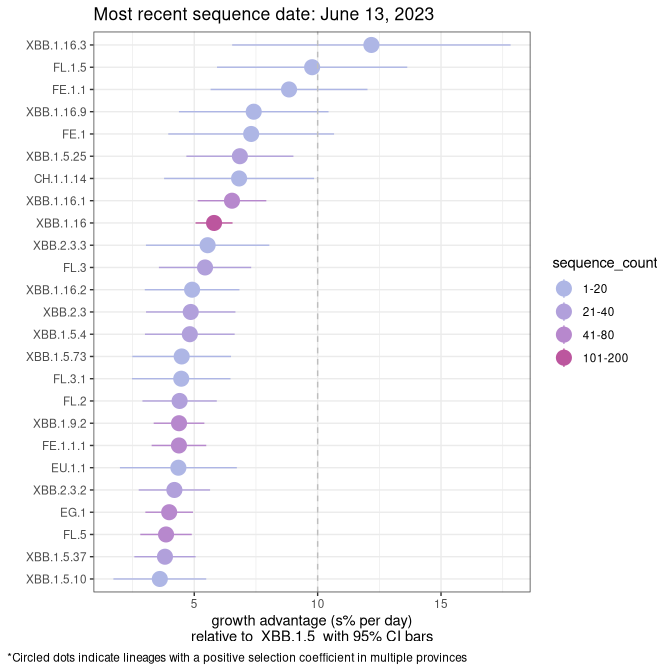 Most recent sequence date: June 13, 2023
XBB.1.16.3
FL.1.5
FE.1.1
XBB.1.16.9
FE.1
XBB.1.5.25
CH.1.1.14
XBB.1.16.1
XBB.1.16
XBB.2.3.3
FL.3
XBB.1.16.2
XBB.2.3
XBB.1.5.4
XBB.1.5.73
FL.3.1
FL.2
XBB.1.9.2
FE.1.1.1
EU.1.1
XBB.2.3.2
EG.1
FL.5
XBB.1.5.37
XBB.1.5.10
5 10 15
growth advantage (s% per day)
relative to XBB.1.5 with 95% CI bars
sequence_count
1-20
21-40
41-80
101-200
*Circled dots indicate lineages with a positive selection coefficient in multiple provinces